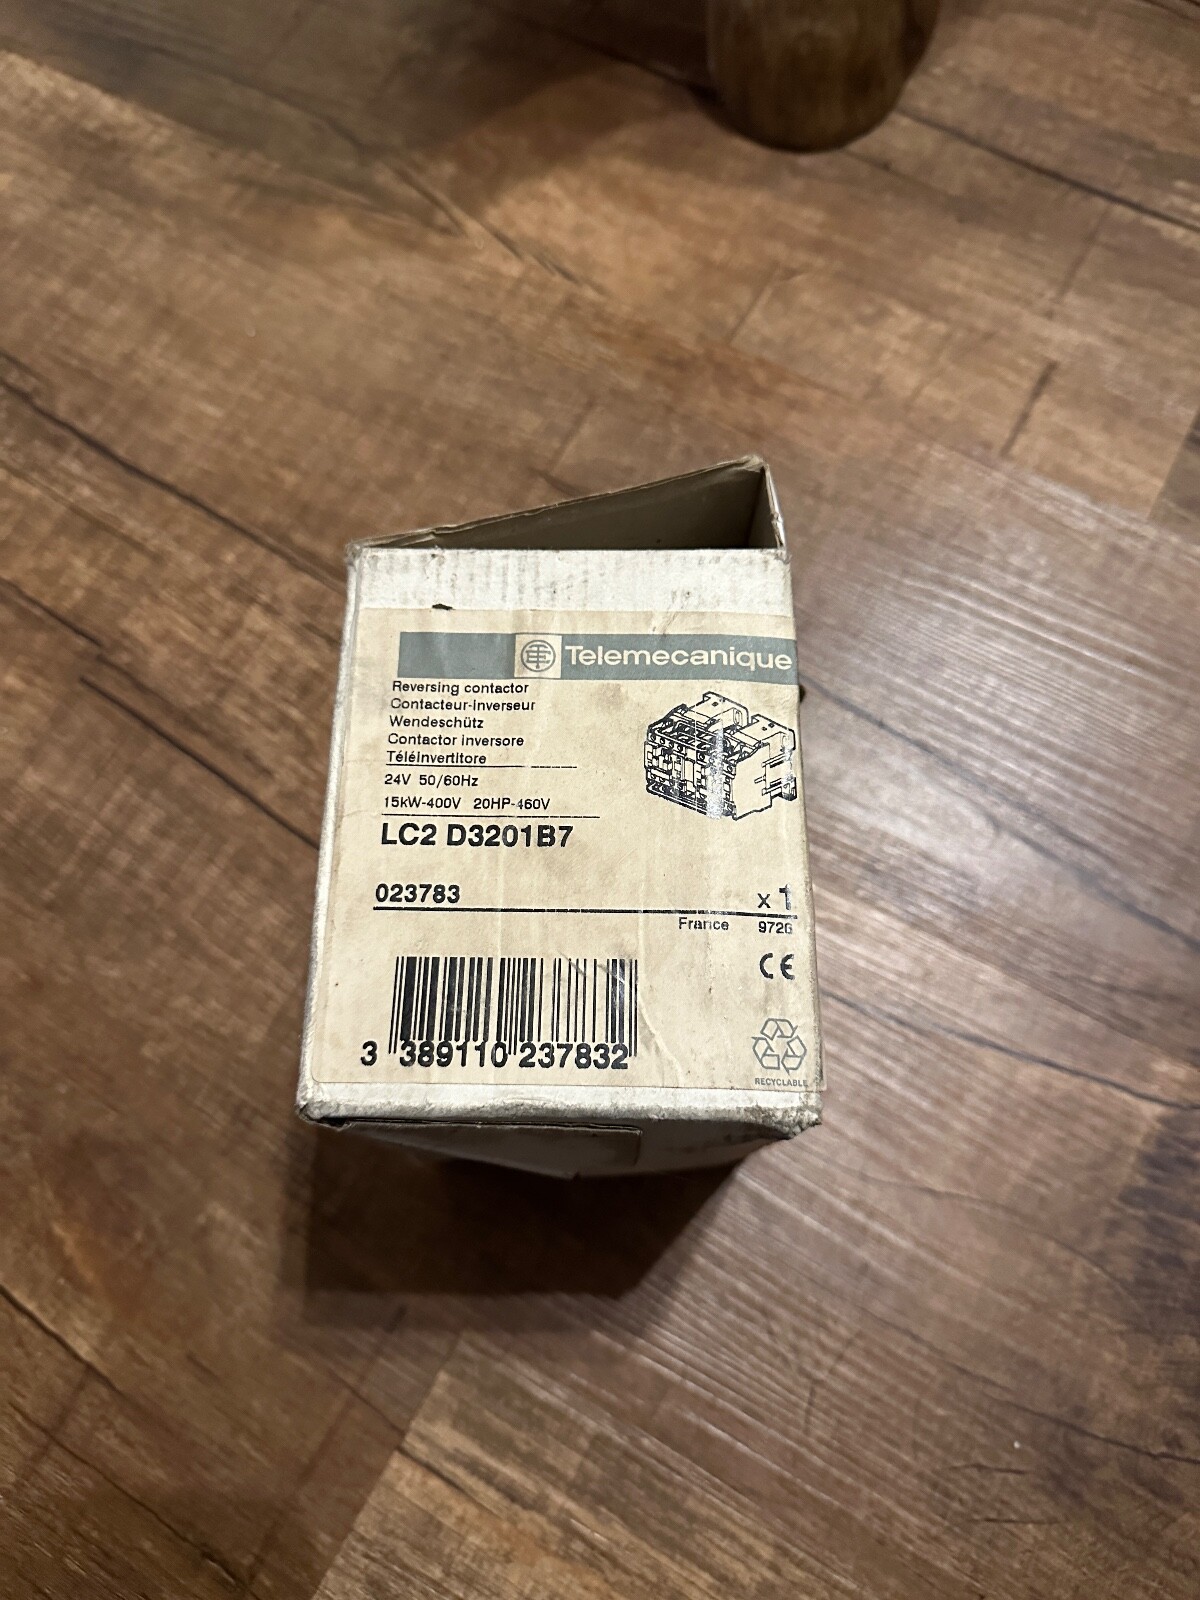 Telemecanique
Reversing contactor
Contacteur-inverseur
Wendeschütz
Contactor inversore
Téléinvertitore
24V 50/60Hz
15kW-400V 20HP-460V
LC2 D3201B7
023783 x 1
France 972G
CE
3 389110 237832
RECYCLABLE